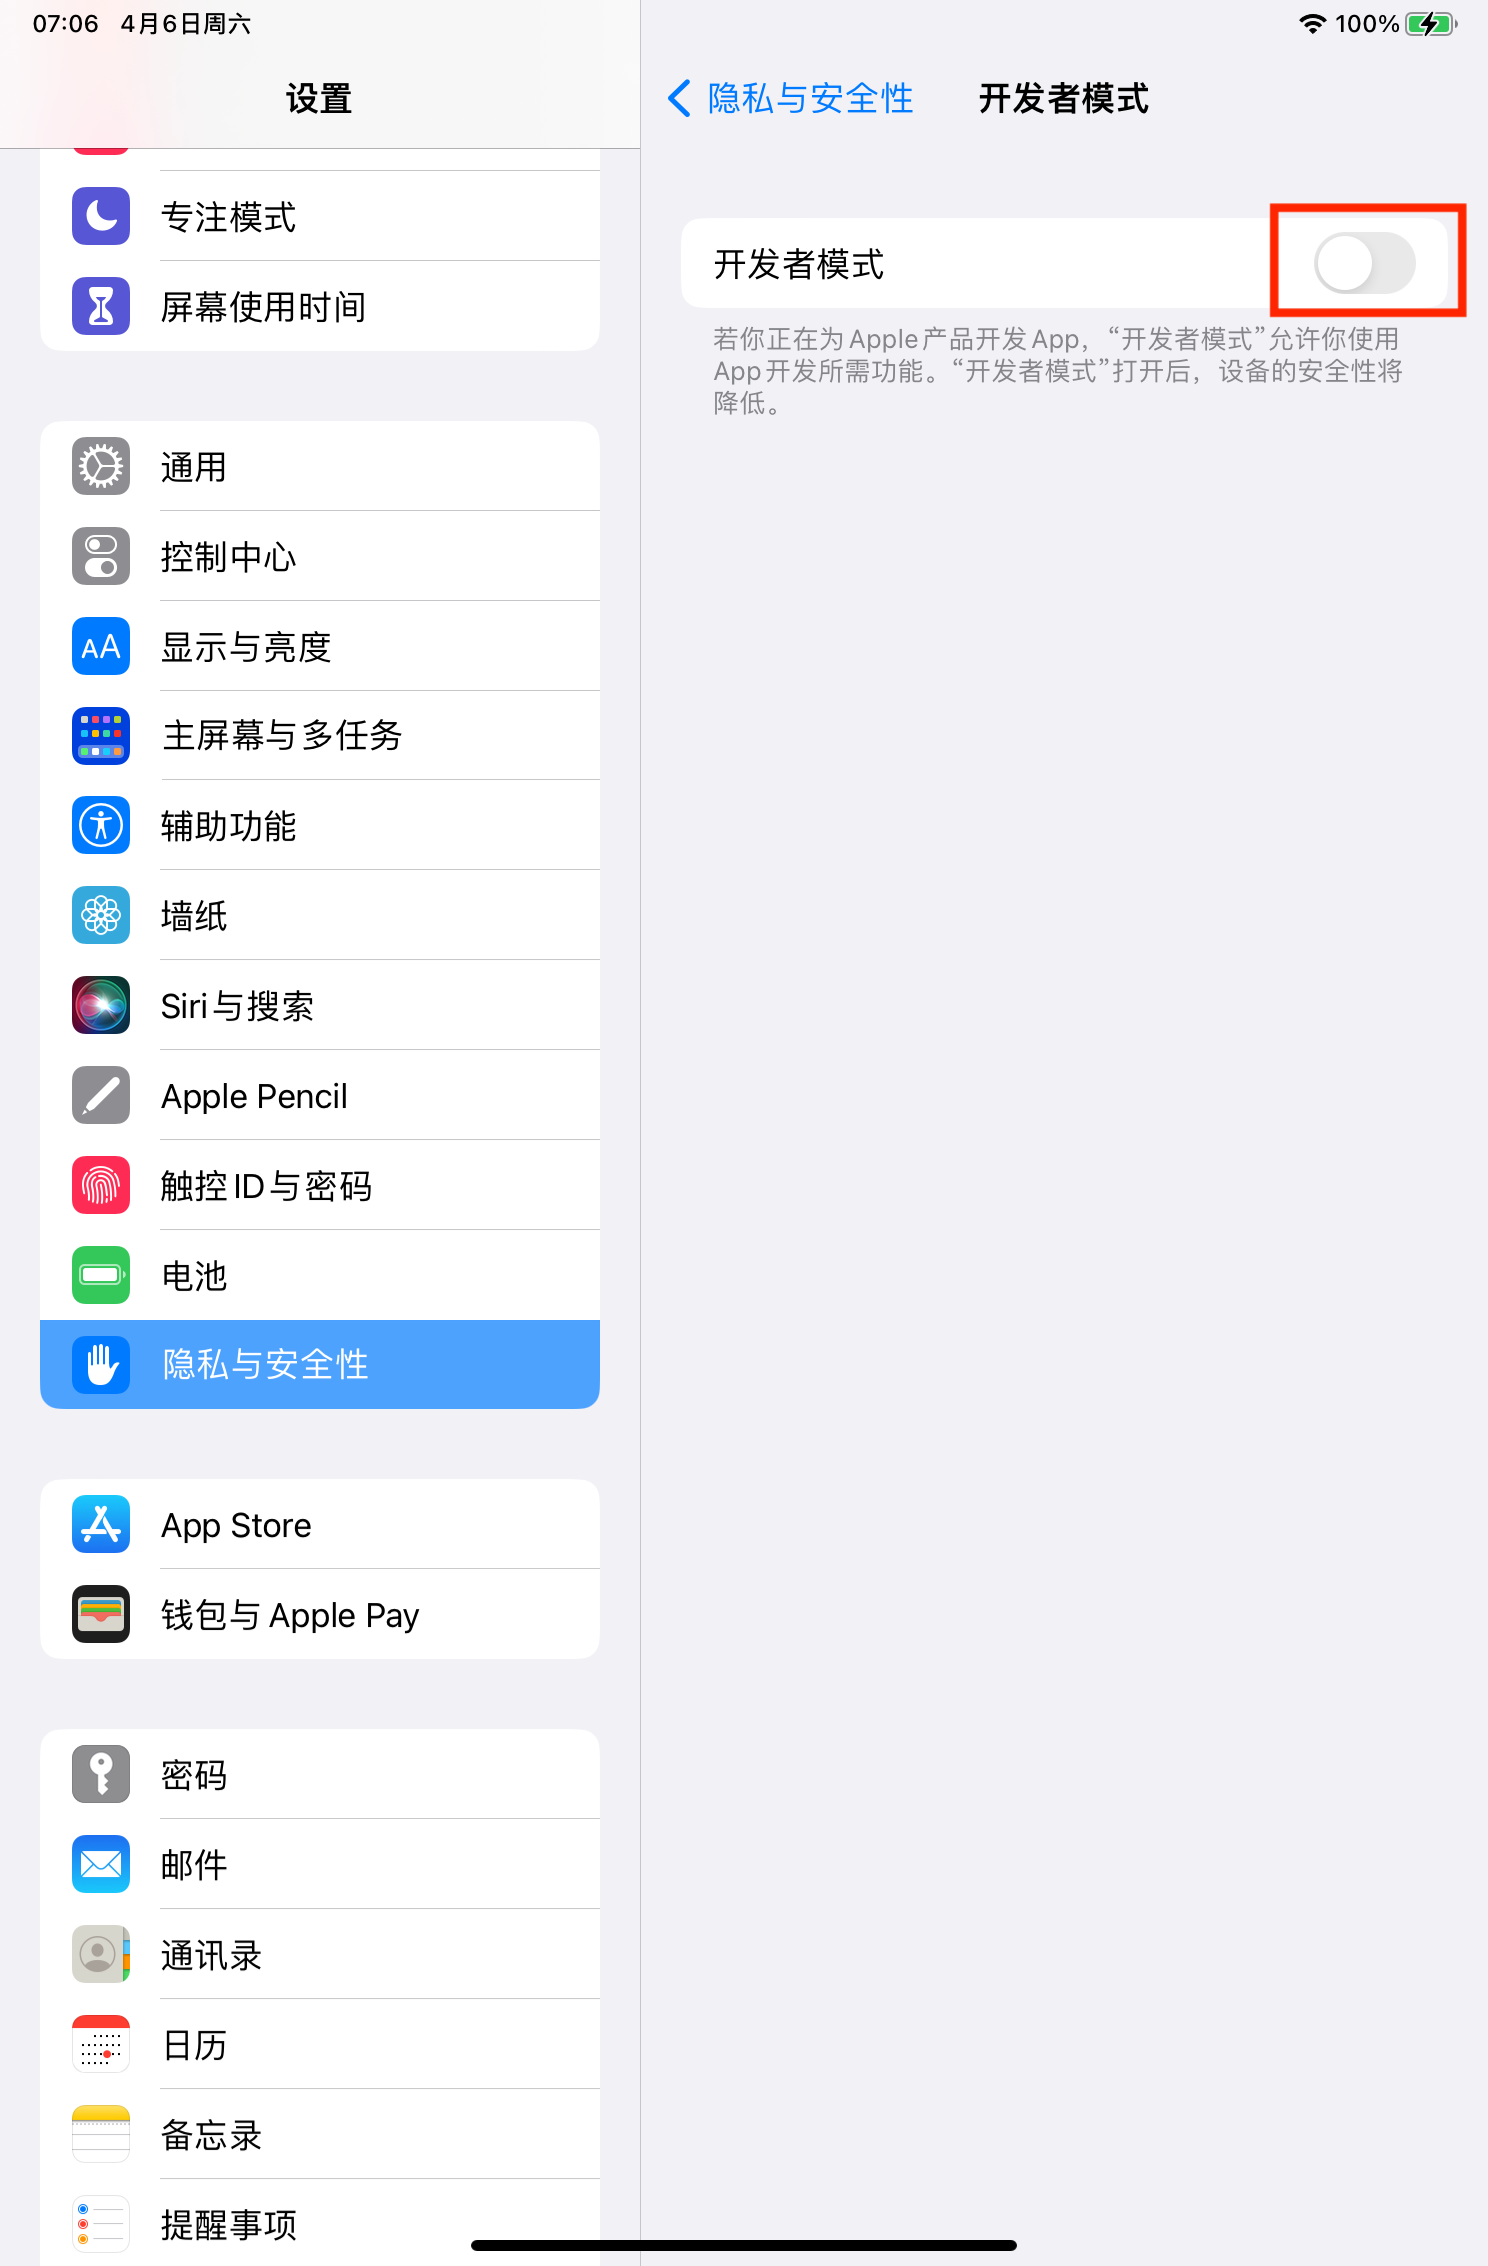 07:06 4月6日周六
100%
设置
专注模式
屏幕使用时间
通用
控制中心
显示与亮度
主屏幕与多任务
辅助功能
墙纸
Siri与搜索
Apple Pencil
触控ID与密码
电池
隐私与安全性
App Store
钱包与Apple Pay
密码
邮件
通讯录
日历
备忘录
提醒事项
隐私与安全性 开发者模式
开发者模式
若你正在为Apple产品开发App，“开发者模式”允许你使用
App开发所需功能。“开发者模式”打开后，设备的安全性将
降低。